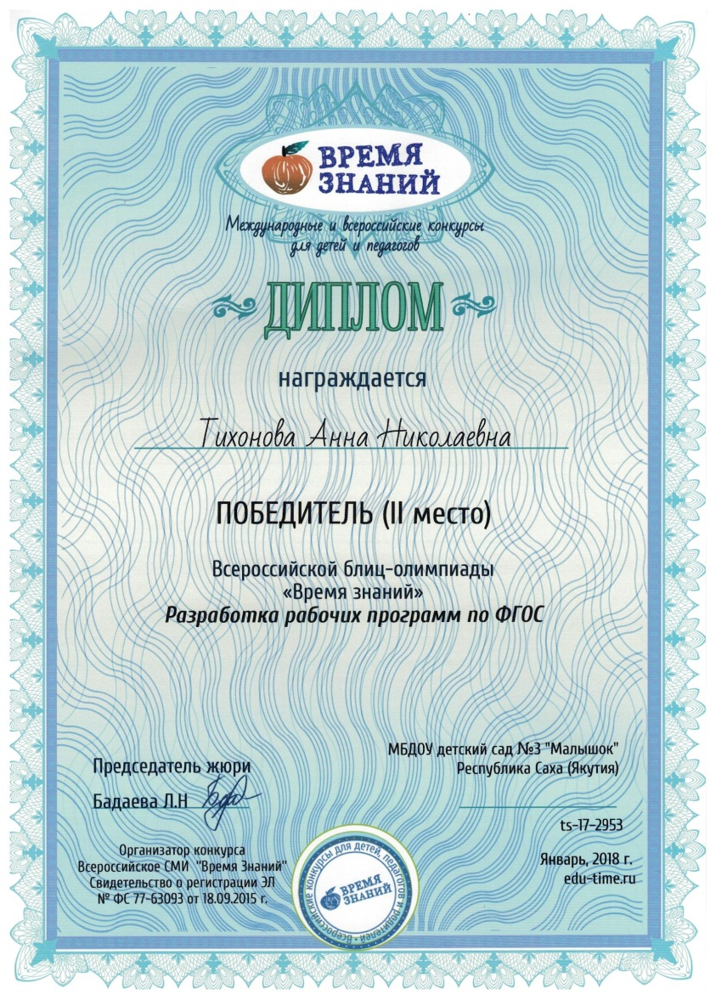 ВРЕМЯ
ЗНАНИЙ
Международные и всероссийские конкурсы
для детей и педагогов
ДИПЛОМ
награждается
Тихонова Анна Николаевна
ПОБЕДИТЕЛЬ (II место)
Всероссийской блиц-олимпиады
«Время знаний»
Разработка рабочих программ по ФГОС
МБДОУ детский сад №3 "Малышок"
Республика Саха (Якутия)
Председатель жюри
Бадаева Л.Н
ts-17-2953
Организатор конкурса
Всероссийское СМИ "Время Знаний"
Свидетельство о регистрации ЭЛ
№ ФС 77-63093 от 18.09.2015 г.
Январь, 2018 г.
edu-time.ru
Всероссийские конкурсы для детей, педагогов и родителей
ВРЕМЯ
ЗНАНИЙ